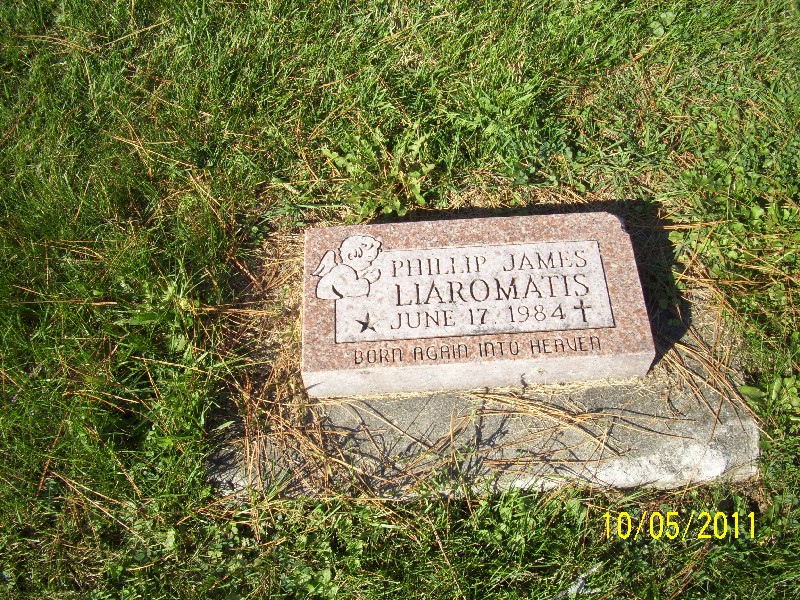 PHILLIP JAMES
LIAROMATIS
★ JUNE 17, 1984 ✝
BORN AGAIN INTO HEAVEN
10/05/2011